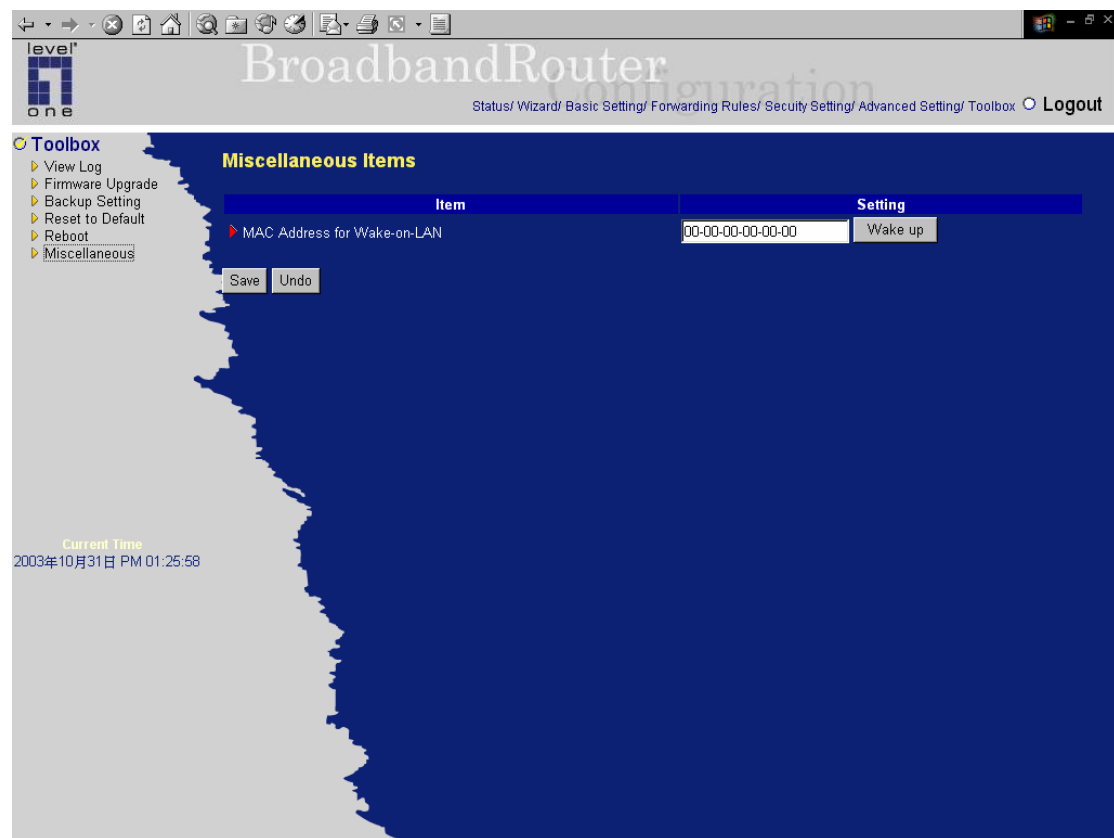 level
one
BroadbandRouter
Configuration
Status/ Wizard/ Basic Setting/ Forwarding Rules/ Secuity Setting/ Advanced Setting/ Toolbox Logout
Toolbox
View Log
Firmware Upgrade
Backup Setting
Reset to Default
Reboot
Miscellaneous
Current Time
2003年10月31日 PM 01:25:58
Miscellaneous Items
Item Setting
MAC Address for Wake-on-LAN 00-00-00-00-00-00 Wake up
Save Undo